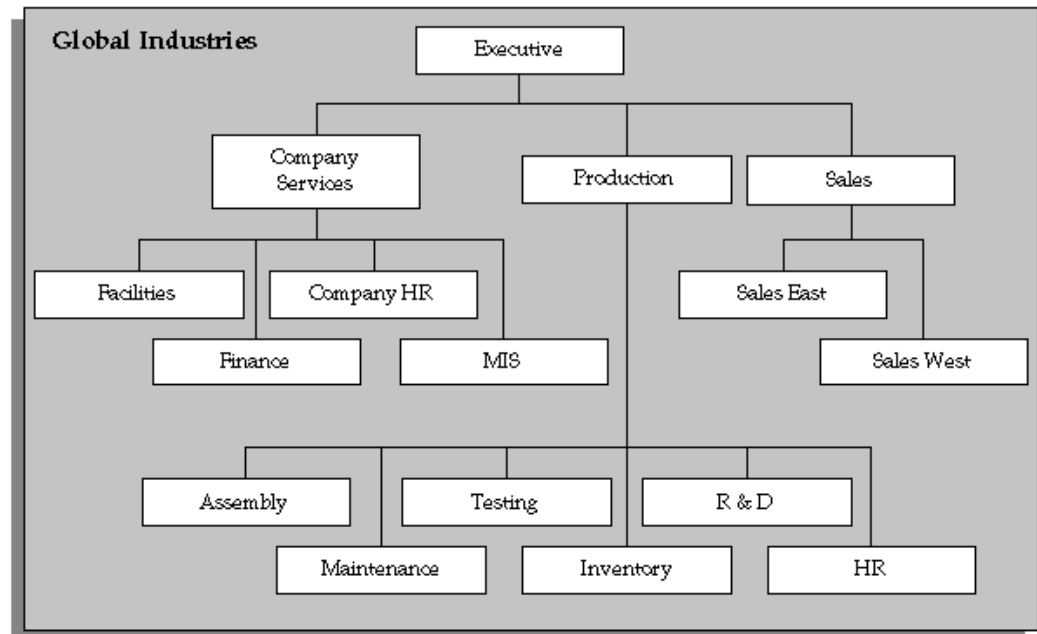 Global Industries
Executive
Company
Services
Production
Sales
Facilities
Company HR
Sales East
Finance
MIS
Sales West
Assembly
Testing
R & D
Maintenance
Inventory
HR